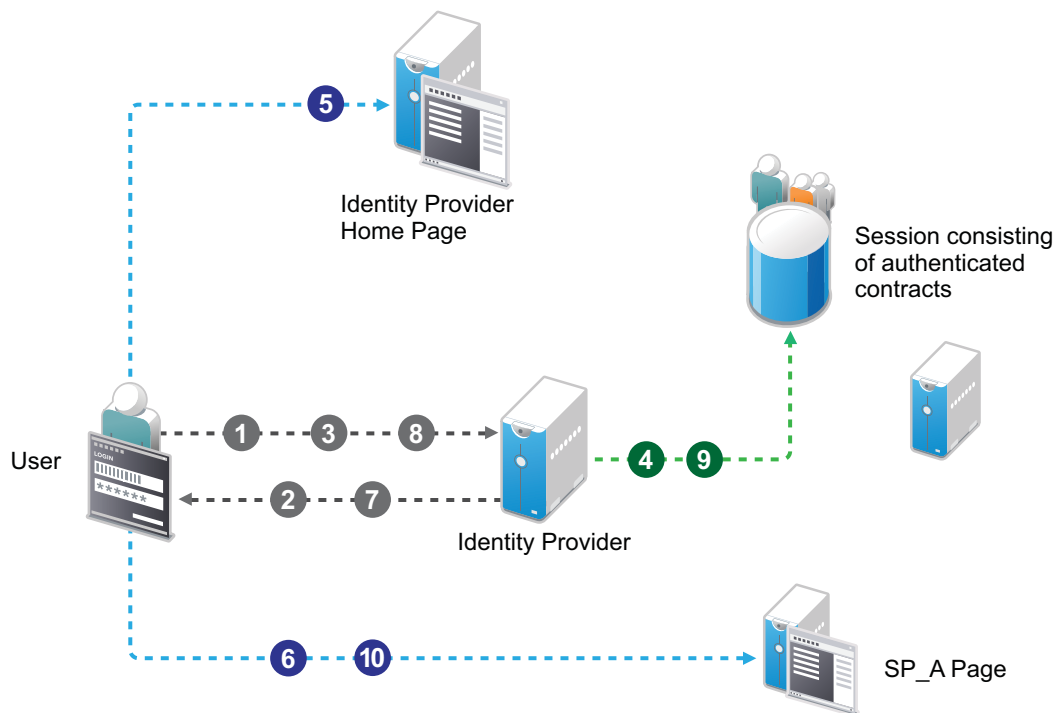 5
Identity Provider
Home Page
Session consisting
of authenticated
contracts
User
LOGIN
******
1
3
8
4
9
2
7
Identity Provider
6
10
SP_A Page